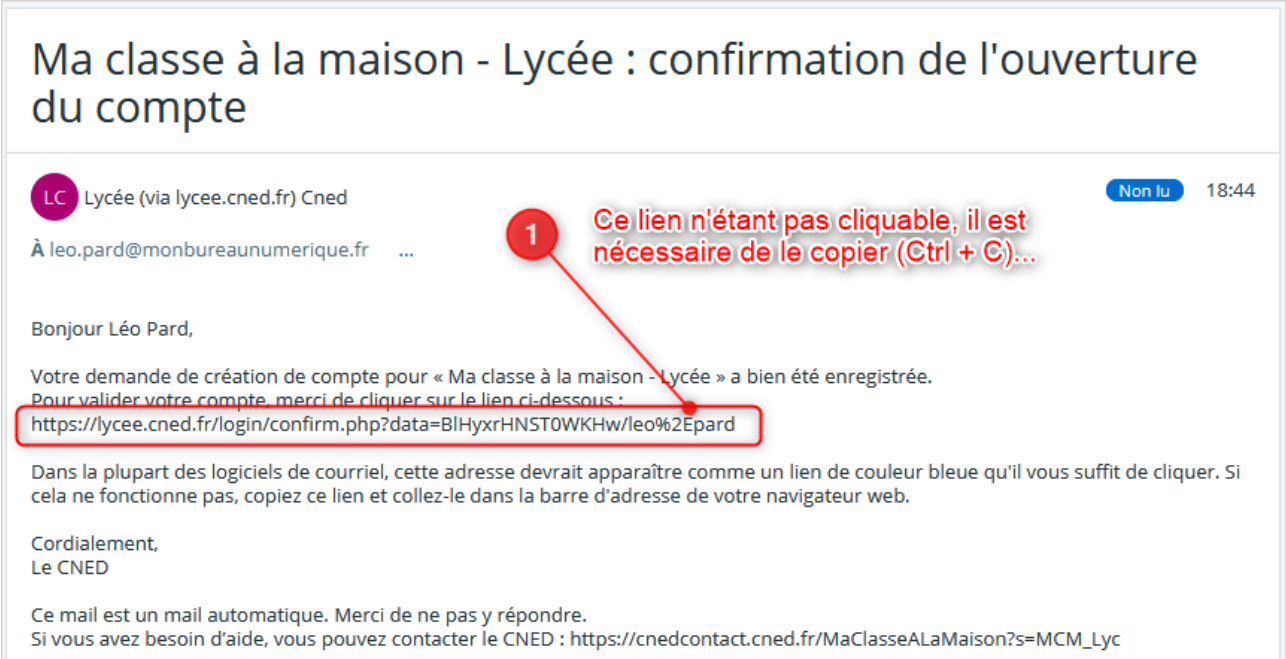 Ma classe à la maison - Lycée : confirmation de l'ouverture
du compte
LC Lycée (via lycee.cned.fr) Cned
Non lu 18:44
À leo.pard@monbureaunumerique.fr ...
1
Ce lien n'étant pas cliquable, il est
nécessaire de le copier (Ctrl + C)...
Bonjour Léo Pard,
Votre demande de création de compte pour « Ma classe à la maison - Lycée » a bien été enregistrée.
Pour valider votre compte, merci de cliquer sur le lien ci-dessous :
https://lycee.cned.fr/login/confirm.php?data=BlHyxrHNST0WKHw/leo%2Epard
Dans la plupart des logiciels de courriel, cette adresse devrait apparaître comme un lien de couleur bleue qu'il vous suffit de cliquer. Si
cela ne fonctionne pas, copiez ce lien et collez-le dans la barre d'adresse de votre navigateur web.
Cordialement,
Le CNED
Ce mail est un mail automatique. Merci de ne pas y répondre.
Si vous avez besoin d'aide, vous pouvez contacter le CNED : https://cnedcontact.cned.fr/MaClasseALaMaison?s=MCM_Lyc